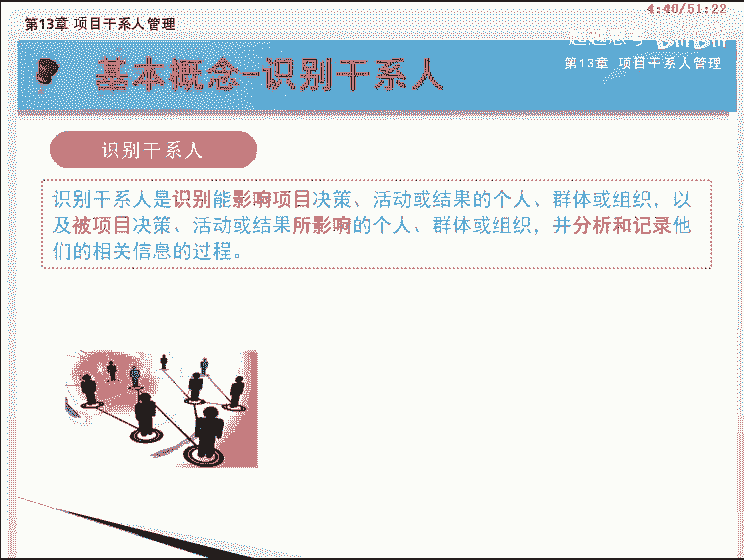 4:40/51:22
第13章 项目干系人管理
基本概念-识别干系人
第13章 项目干系人管理
识别干系人
识别干系人是识别能影响项目决策、活动或结果的个人、群体或组织，以
及被项目决策、活动或结果所影响的个人、群体或组织，并分析和记录他
们的相关信息的过程。